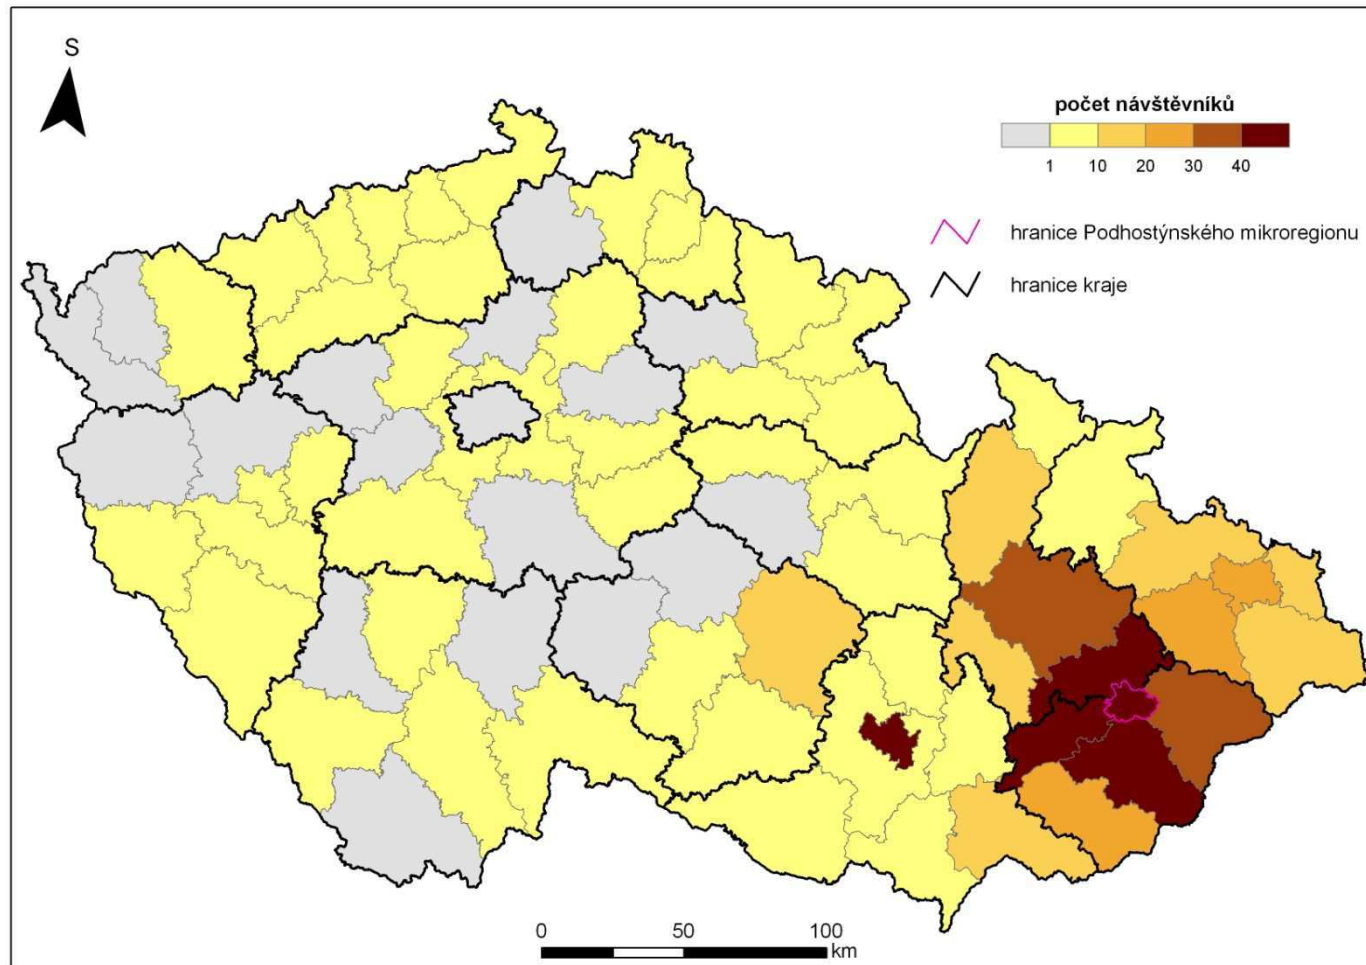 S
počet návštěvníků
1 10 20 30 40
hranice Podhostýnského mikroregionu
hranice kraje
0 50 100
km